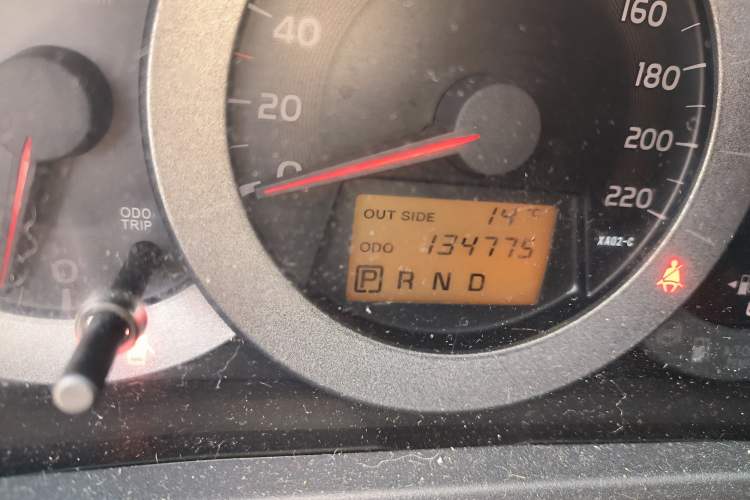 160
40
180
20
200
0
220
ODO
TRIP
OUT SIDE 14°
ODO 134775
XA02-C
P R N D